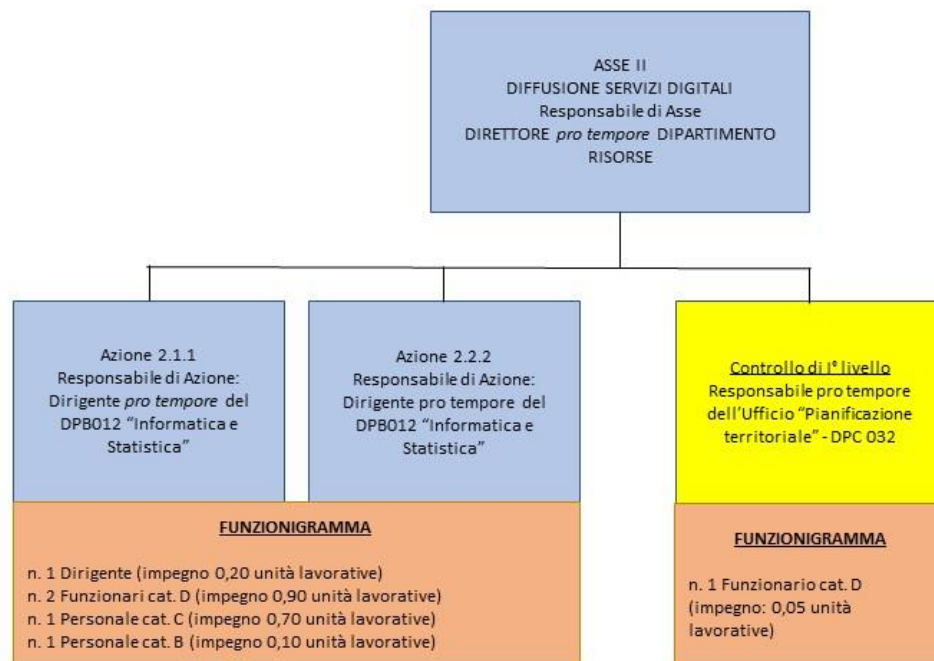 ASSE II
DIFFUSIONE SERVIZI DIGITALI
Responsabile di Asse
DIRETTORE pro tempore DIPARTIMENTO
RISORSE
Azione 2.1.1
Responsabile di Azione:
Dirigente pro tempore del
DPB012 “Informatica e
Statistica”
Azione 2.2.2
Responsabile di Azione:
Dirigente pro tempore del
DPB012 “Informatica e
Statistica”
Controllo di I° livello
Responsabile pro tempore
dell’Ufficio “Pianificazione
territoriale” - DPC 032
FUNZIONIGRAMMA
n. 1 Dirigente (impegno 0,20 unità lavorative)
n. 2 Funzionari cat. D (impegno 0,90 unità lavorative)
n. 1 Personale cat. C (impegno 0,70 unità lavorative)
n. 1 Personale cat. B (impegno 0,10 unità lavorative)
FUNZIONIGRAMMA
n. 1 Funzionario cat. D
(impegno: 0,05 unità
lavorative)